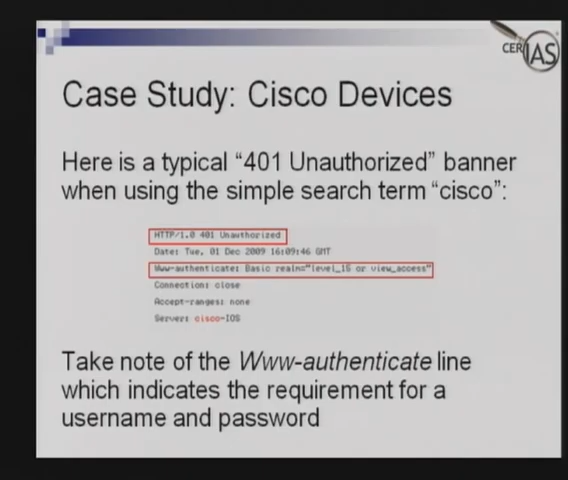 CERIAS
Case Study: Cisco Devices
Here is a typical “401 Unauthorized” banner
when using the simple search term “cisco”:
HTTP/1.0 401 Unauthorized
Date: Tue, 01 Dec 2009 16:09:46 GMT
Www-authenticate: Basic realm="level_15 or view_access"
Connection: close
Accept-ranges: none
Server: cisco-IOS
Take note of the Www-authenticate line
which indicates the requirement for a
username and password